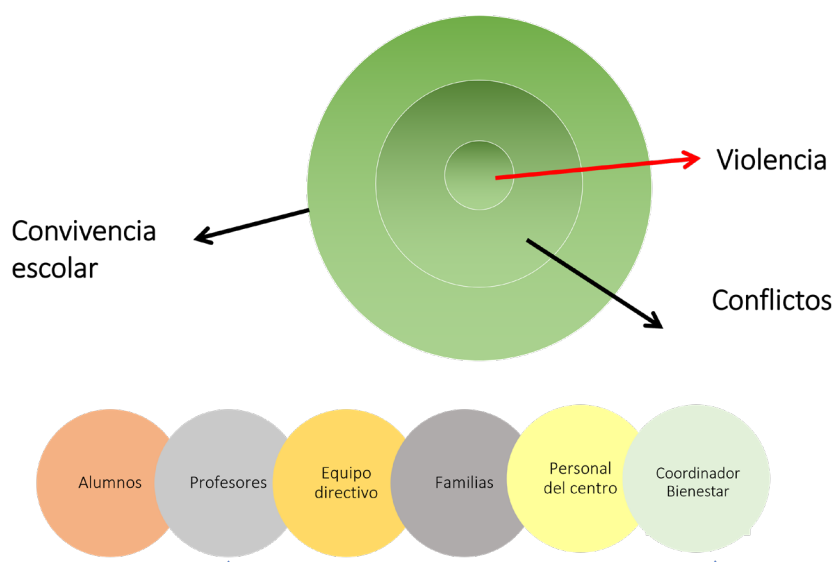 Violencia
Convivencia
escolar
Conflictos
Alumnos
Profesores
Equipo
directivo
Familias
Personal
del centro
Coordinador
Bienestar